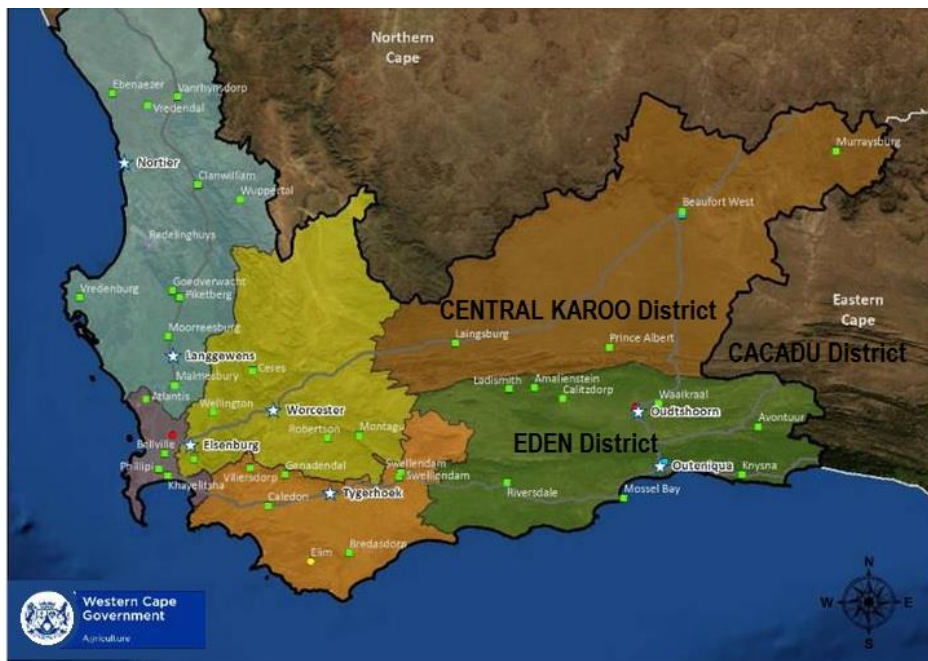 Northern
Cape
Ebenaezer
Vanrhynsdorp
Vredendal
Murraysburg
Nortier
Clanwilliam
Wuppertal
Beaufort West
Redelinghuys
Goedverwacht
Vredenburg
Piketberg
Eastern
Cape
CENTRAL KAROO District
Moorreesburg
Laingsburg
Prince Albert
CACADU District
Langgewens
Ceres
Malmesbury
Ladismith
Amalienstein
Calitzdorp
Waaikraal
Atlantis
Wellington
Worcester
Oudtshoorn
Avontuur
Robertson
Montagu
EDEN District
Elsenburg
Bellville
Phillipi
Khayelitsha
Villiersdorp
Genadendal
Swellendam
Swellendam
Outeniqua
Knysna
Riversdale
Mossel Bay
Caledon
Tygerhoek
Elim
Bredasdorp
N
W
E
S
Western Cape
Government
Agriculture